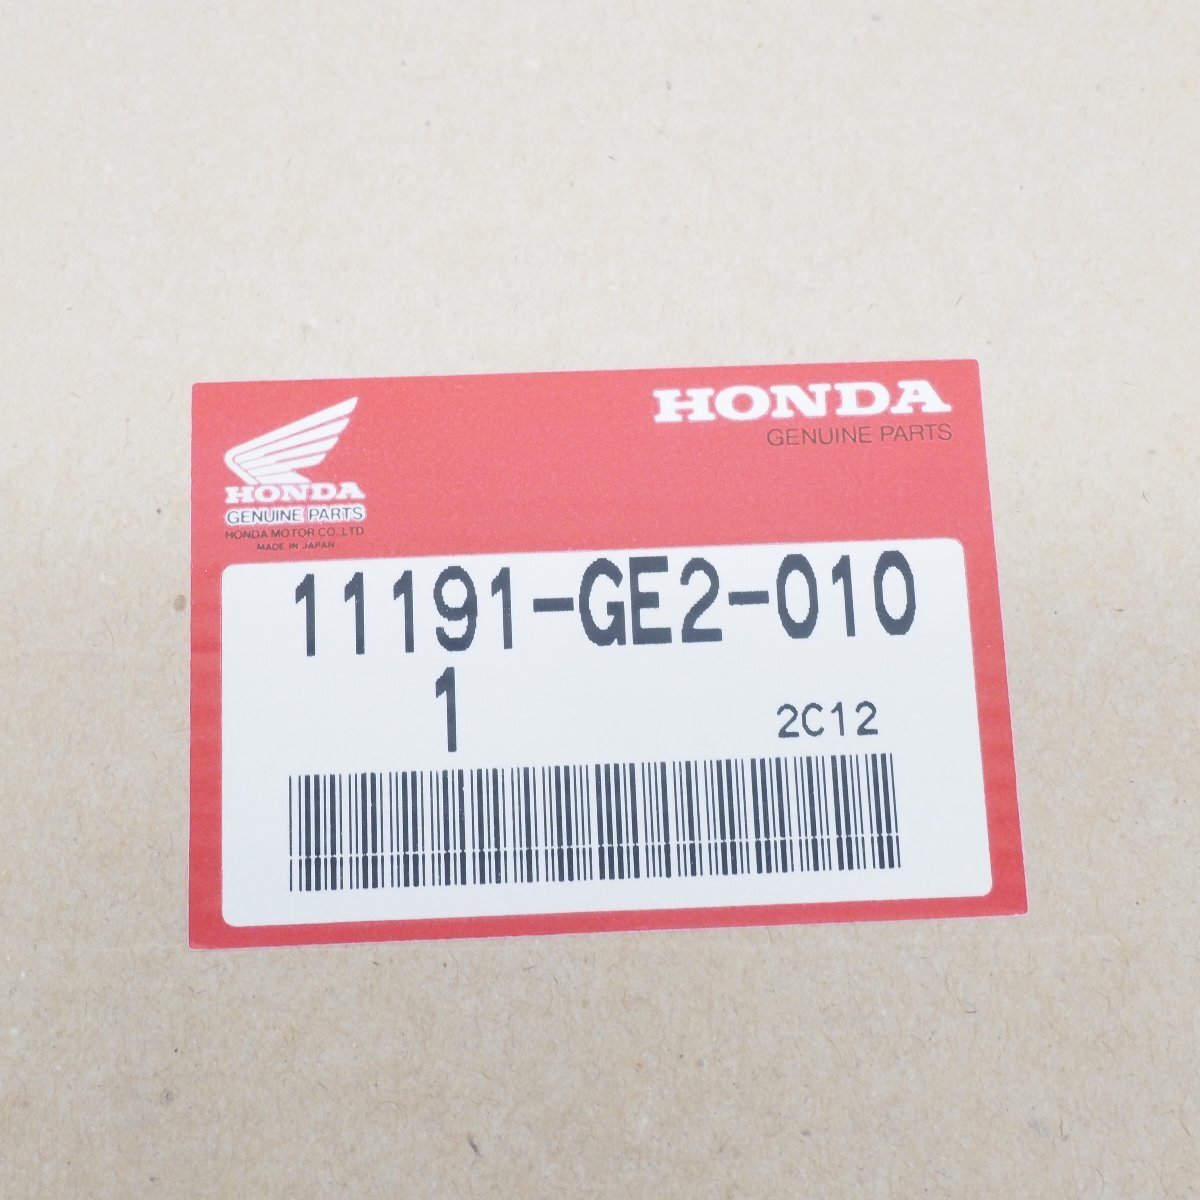 HONDA
GENUINE PARTS
HONDA
GENUINE PARTS
HONDA MOTOR CO.,LTD
MADE IN JAPAN
11191-GE2-010
1
2C12